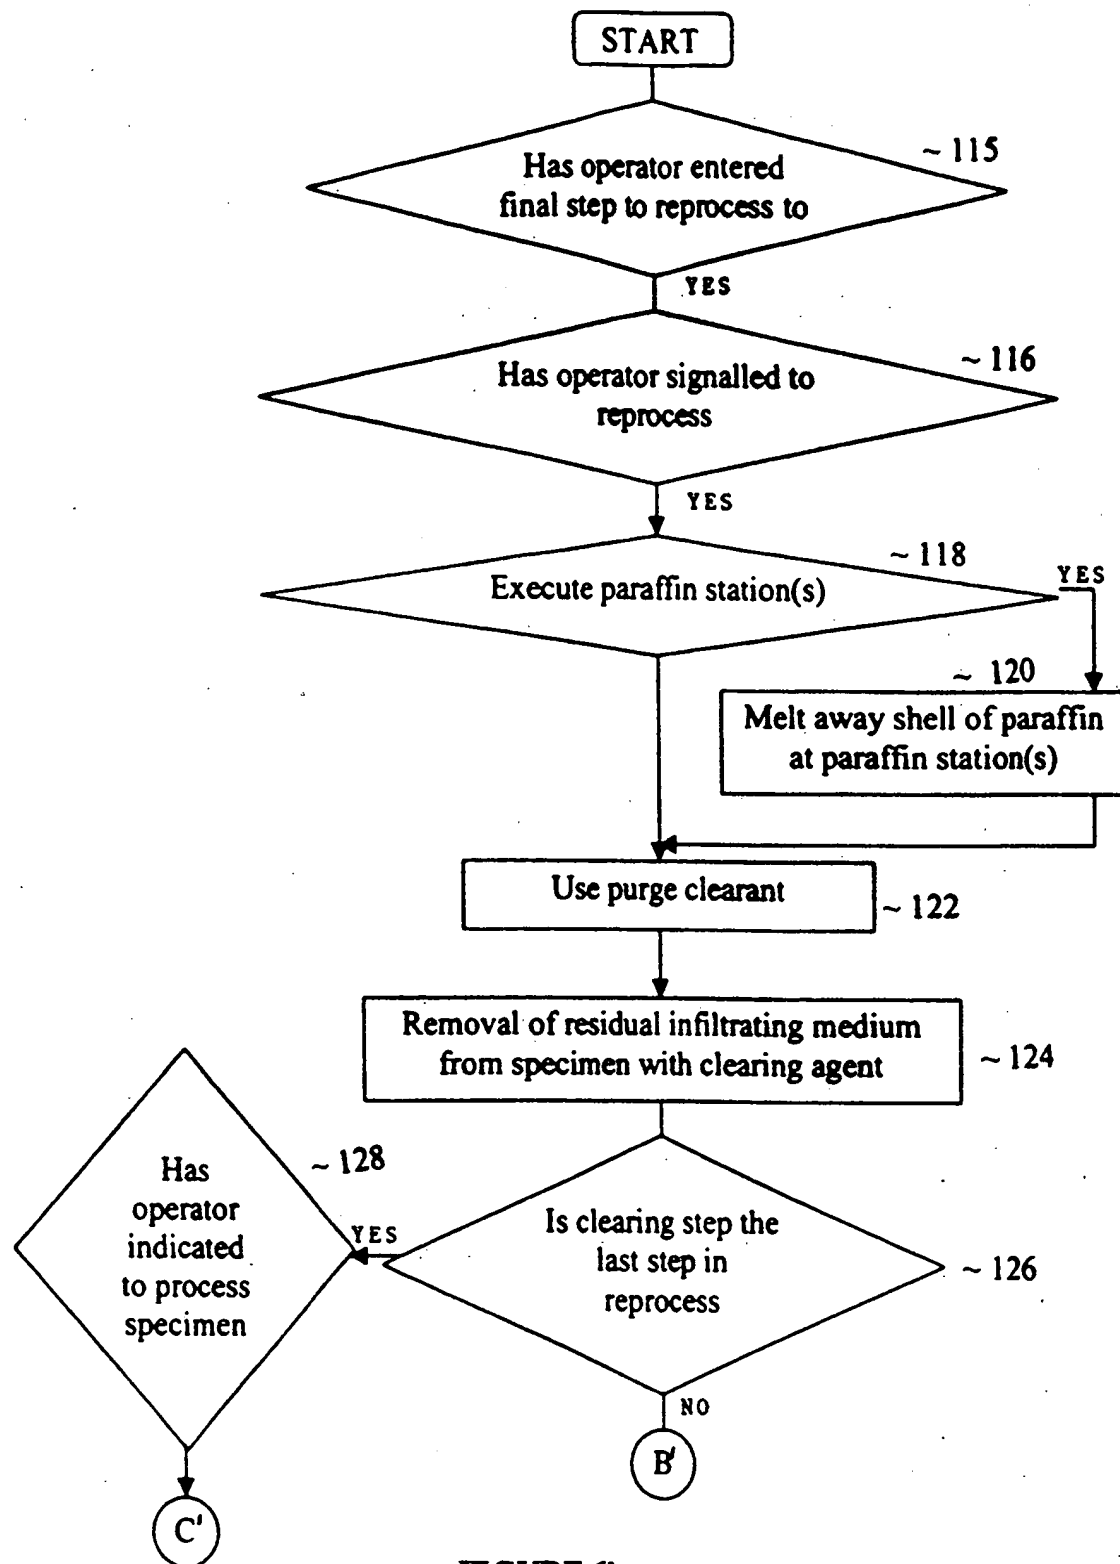 START
Has operator entered
final step to reprocess to
~ 115
YES
Has operator signalled to
reprocess
~ 116
YES
Execute paraffin station(s)
~ 118
YES
~ 120
Melt away shell of paraffin
at paraffin station(s)
Use purge clearant
~ 122
Removal of residual infiltrating medium
from specimen with clearing agent
~ 124
Has
operator
indicated
to process
specimen
~ 128
YES
Is clearing step the
last step in
reprocess
~ 126
NO
B'
C'